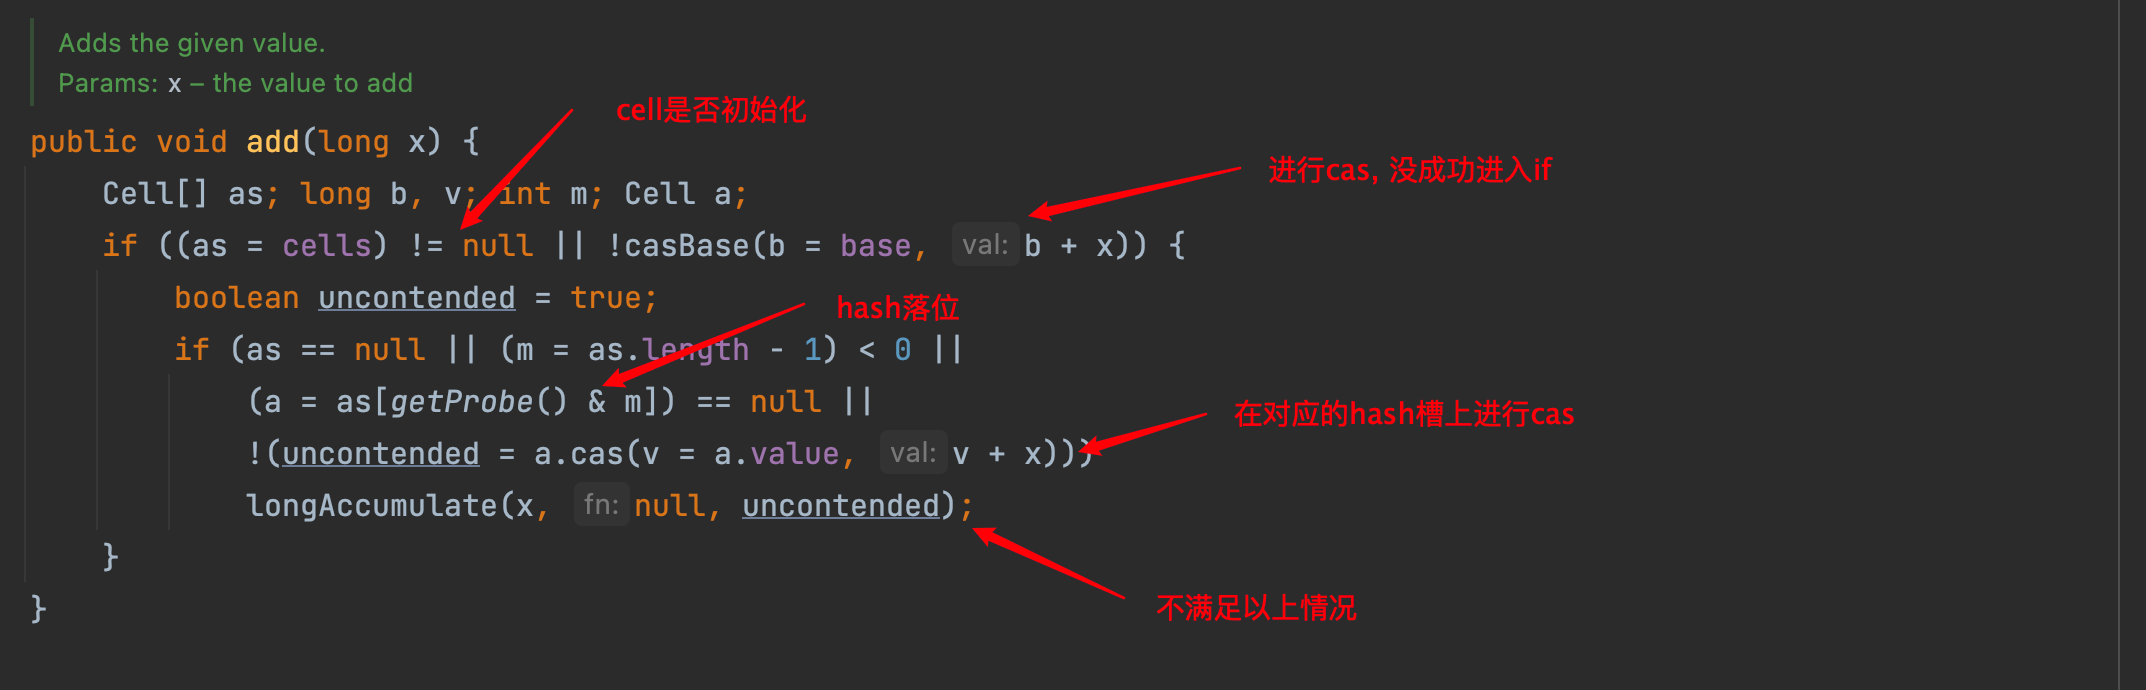 Adds the given value.
Params: x – the value to add
cell是否初始化
public void add(long x) {
进行cas, 没成功进入if
Cell[] as; long b, v; int m; Cell a;
if ((as = cells) != null || !casBase(b = base, val: b + x)) {
boolean uncontended = true;
hash落位
if (as == null || (m = as.length - 1) < 0 ||
(a = as[getProbe() & m]) == null ||
在对应的hash槽上进行cas
!(uncontended = a.cas(v = a.value, val: v + x)))
longAccumulate(x, fn: null, uncontended);
}
}
不满足以上情况